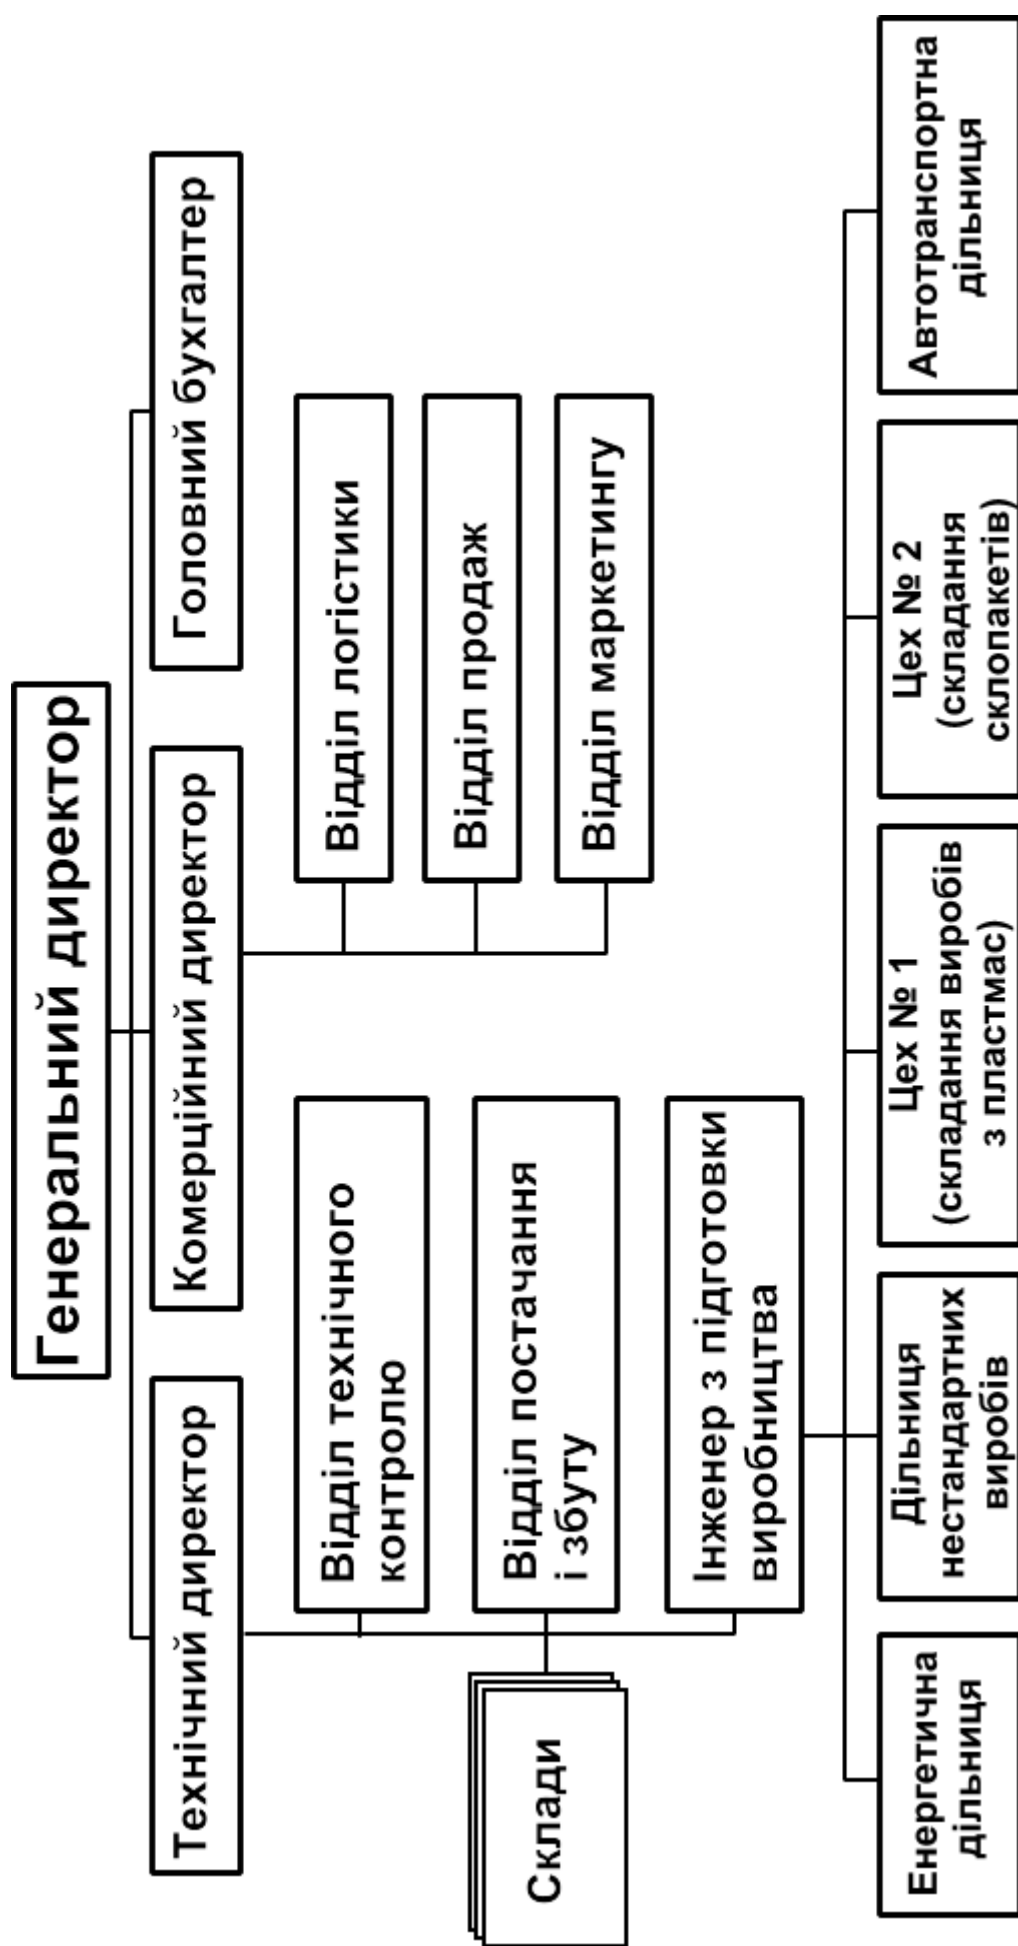 Генеральний директор
Технічний директор
Комерційний директор
Головний бухгалтер
Відділ технічного
контролю
Відділ постачання
і збуту
Інженер з підготовки
виробництва
Склади
Відділ логістики
Відділ продаж
Відділ маркетингу
Енергетична
дільниця
Дільниця
нестандартних
виробів
Цех № 1
(складання виробів
з пластмас)
Цех № 2
(складання
склопакетів)
Автотранспортна
дільниця